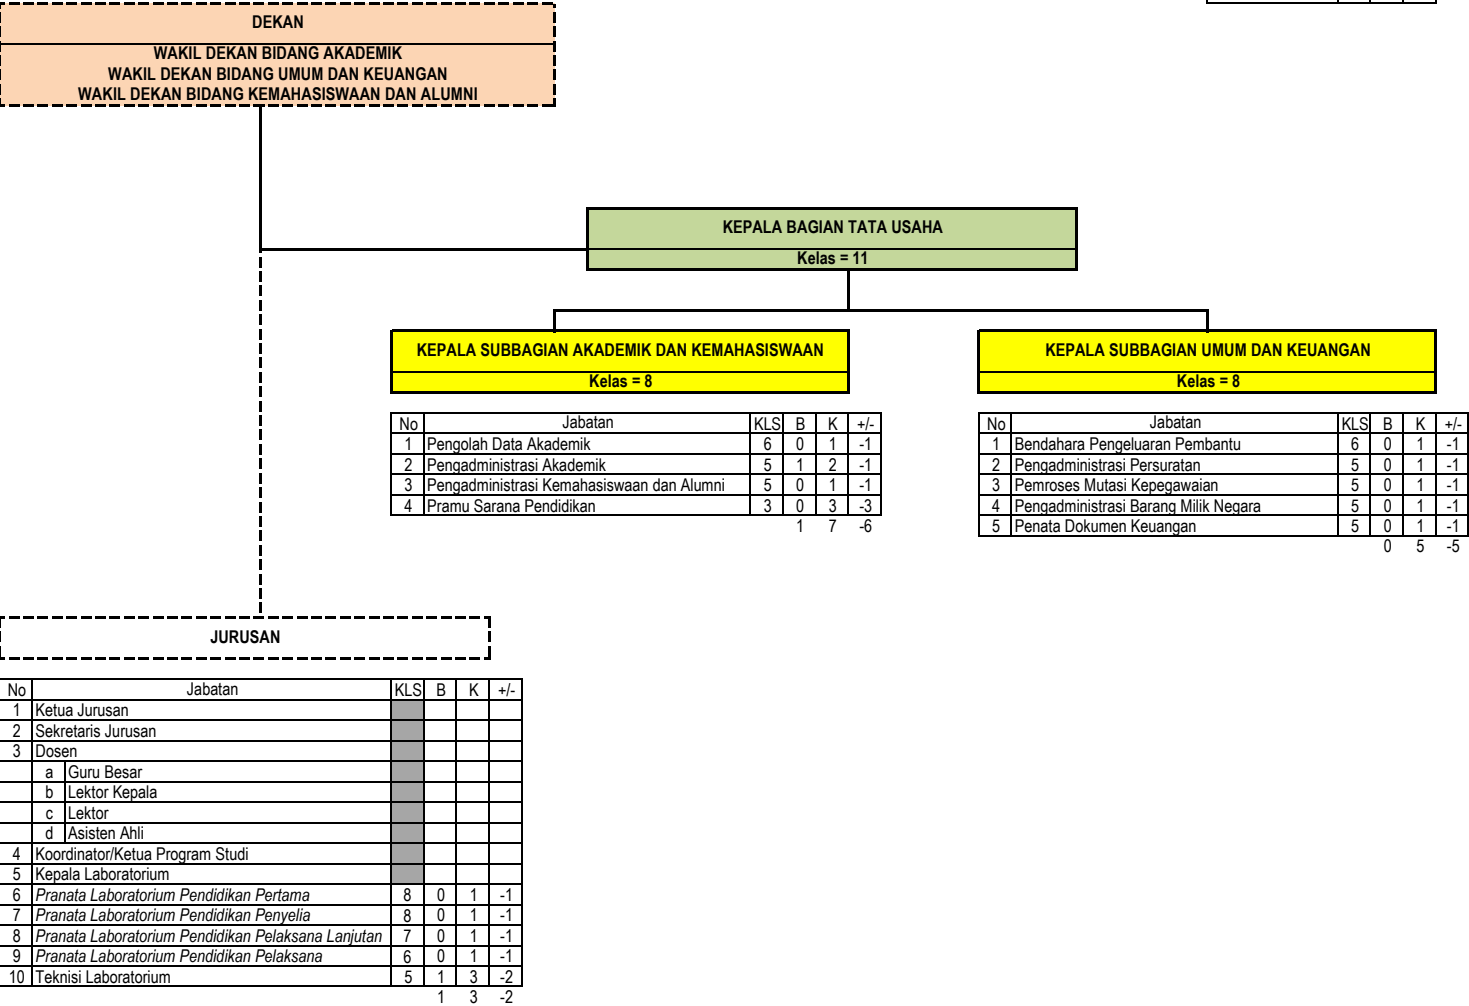 DEKAN
WAKIL DEKAN BIDANG AKADEMIK
WAKIL DEKAN BIDANG UMUM DAN KEUANGAN
WAKIL DEKAN BIDANG KEMAHASISWAAN DAN ALUMNI
KEPALA BAGIAN TATA USAHA
Kelas = 11
KEPALA SUBBAGIAN AKADEMIK DAN KEMAHASISWAAN
Kelas = 8
No Jabatan KLS B K +/-
1 Pengolah Data Akademik 6 0 1 -1
2 Pengadministrasi Akademik 5 1 2 -1
3 Pengadministrasi Kemahasiswaan dan Alumni 5 0 1 -1
4 Pramu Sarana Pendidikan 3 0 3 -3
1 7 -6
KEPALA SUBBAGIAN UMUM DAN KEUANGAN
Kelas = 8
No Jabatan KLS B K +/-
1 Bendahara Pengeluaran Pembantu 6 0 1 -1
2 Pengadministrasi Persuratan 5 0 1 -1
3 Pemroses Mutasi Kepegawaian 5 0 1 -1
4 Pengadministrasi Barang Milik Negara 5 0 1 -1
5 Penata Dokumen Keuangan 5 0 1 -1
0 5 -5
JURUSAN
No Jabatan KLS B K +/-
1 Ketua Jurusan
2 Sekretaris Jurusan
3 Dosen
a Guru Besar
b Lektor Kepala
c Lektor
d Asisten Ahli
4 Koordinator/Ketua Program Studi
5 Kepala Laboratorium
6 Pranata Laboratorium Pendidikan Pertama 8 0 1 -1
7 Pranata Laboratorium Pendidikan Penyelia 8 0 1 -1
8 Pranata Laboratorium Pendidikan Pelaksana Lanjutan 7 0 1 -1
9 Pranata Laboratorium Pendidikan Pelaksana 6 0 1 -1
10 Teknisi Laboratorium 5 1 3 -2
1 3 -2